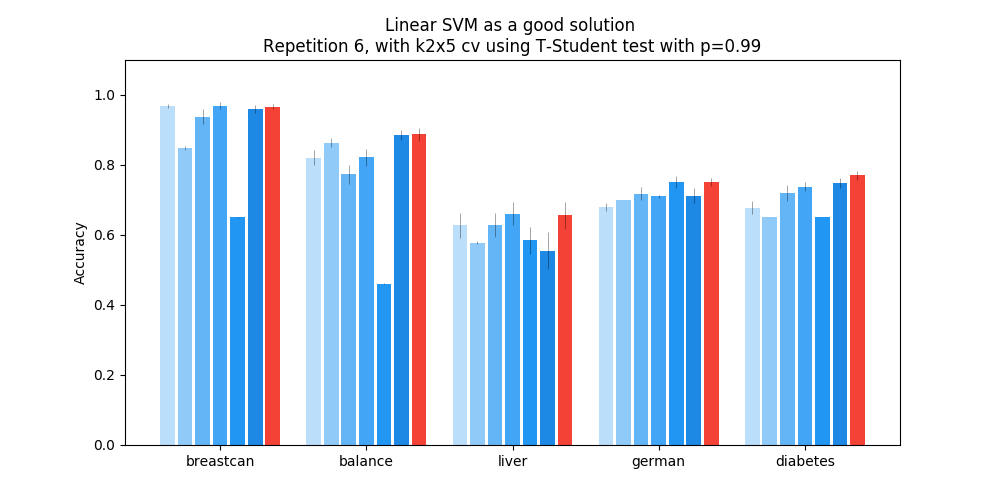 Linear SVM as a good solution
Repetition 6, with k2x5 cv using T-Student test with p=0.99
Accuracy
1.0
0.8
0.6
0.4
0.2
0.0
breastcan balance liver german diabetes